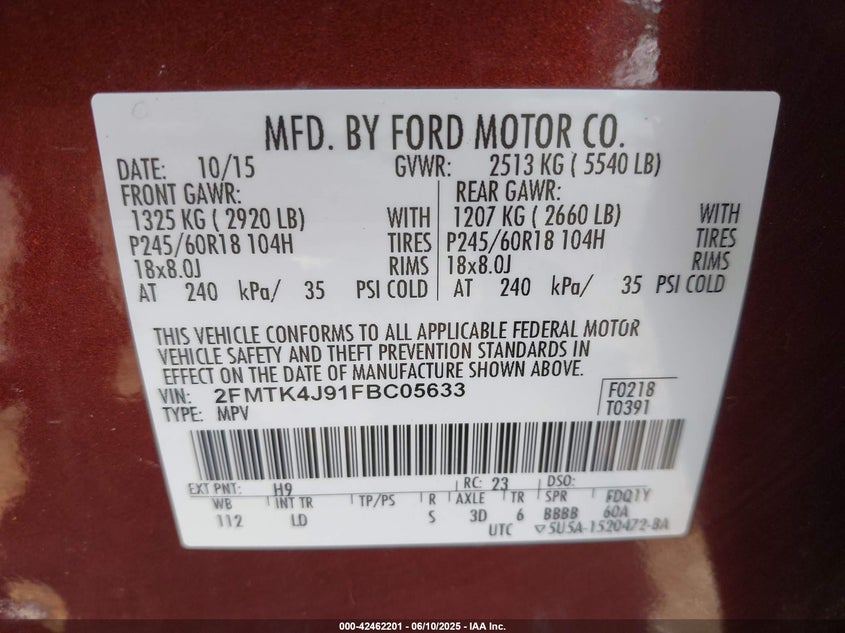 MFD. BY FORD MOTOR CO.
DATE: 10/15 GVWR: 2513 KG ( 5540 LB)
FRONT GAWR: REAR GAWR:
1325 KG ( 2920 LB) WITH 1207 KG ( 2660 LB) WITH
P245/60R18 104H TIRES P245/60R18 104H TIRES
18x8.0J RIMS 18x8.0J RIMS
AT 240 kPa/ 35 PSI COLD AT 240 kPa/ 35 PSI COLD
THIS VEHICLE CONFORMS TO ALL APPLICABLE FEDERAL MOTOR
VEHICLE SAFETY AND THEFT PREVENTION STANDARDS IN
EFFECT ON THE DATE OF MANUFACTURE SHOWN ABOVE.
VIN: 2FMTK4J91FBC05633 F0218
TYPE: MPV T0391
EXT PNT: H9 RC: 23 DSO:
WB INT TR TP/PS R AXLE TR SPR FDQ1Y
112 LD S 3D 6 BBBB 60A
UTC ▽5U5A-1520472-BA
000-42462201 - 06/10/2025 - IAA Inc.